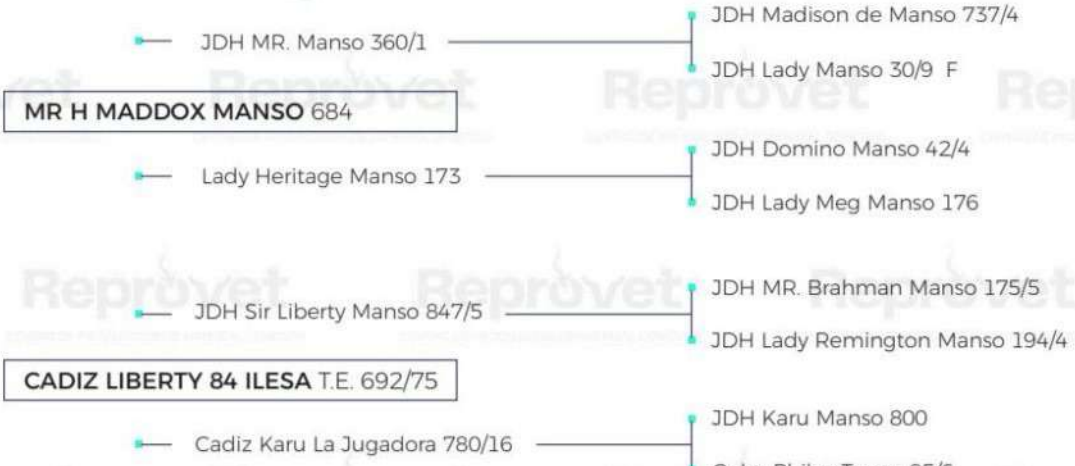 JDH Madison de Manso 737/4
JDH MR. Manso 360/1
JDH Lady Manso 30/9 F
MR H MADDOX MANSO 684
JDH Domino Manso 42/4
Lady Heritage Manso 173
JDH Lady Meg Manso 176
JDH MR. Brahman Manso 175/5
JDH Sir Liberty Manso 847/5
JDH Lady Remington Manso 194/4
CADIZ LIBERTY 84 ILESA T.E. 692/75
JDH Karu Manso 800
Cadiz Karu La Jugadora 780/16
Reprovet
Reprovet
Reprovet
Reprovet
Reprovet